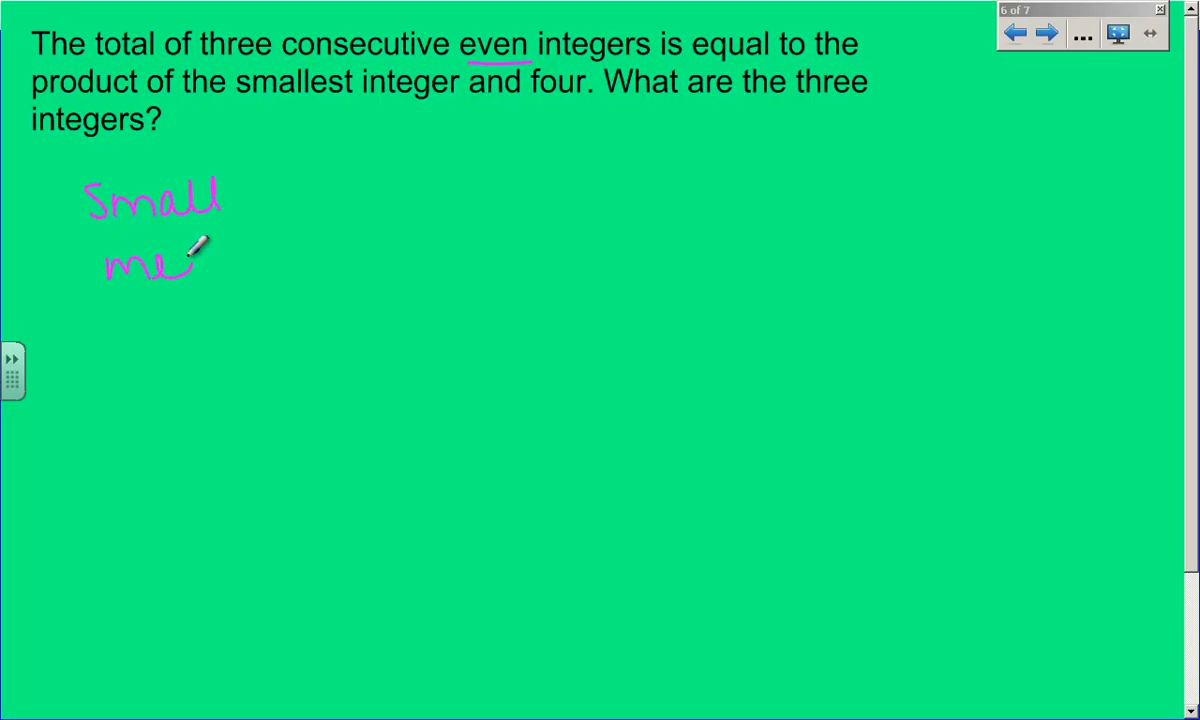 6 of 7
The total of three consecutive even integers is equal to the
product of the smallest integer and four. What are the three
integers?
Small
me